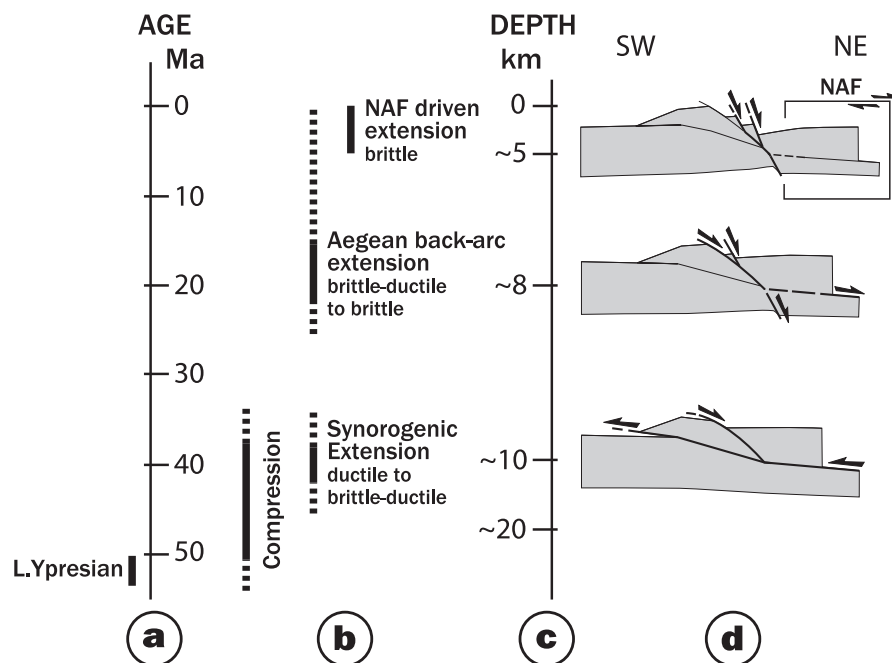 AGE
Ma
0
10
20
30
40
50
L.Ypresian
Compression
NAF driven
extension
brittle
Aegean back-arc
extension
brittle-ductile
to brittle
Synorogenic
Extension
ductile to
brittle-ductile
DEPTH
km
0
~5
~8
~10
~20
SW
NE
NAF
a
b
c
d